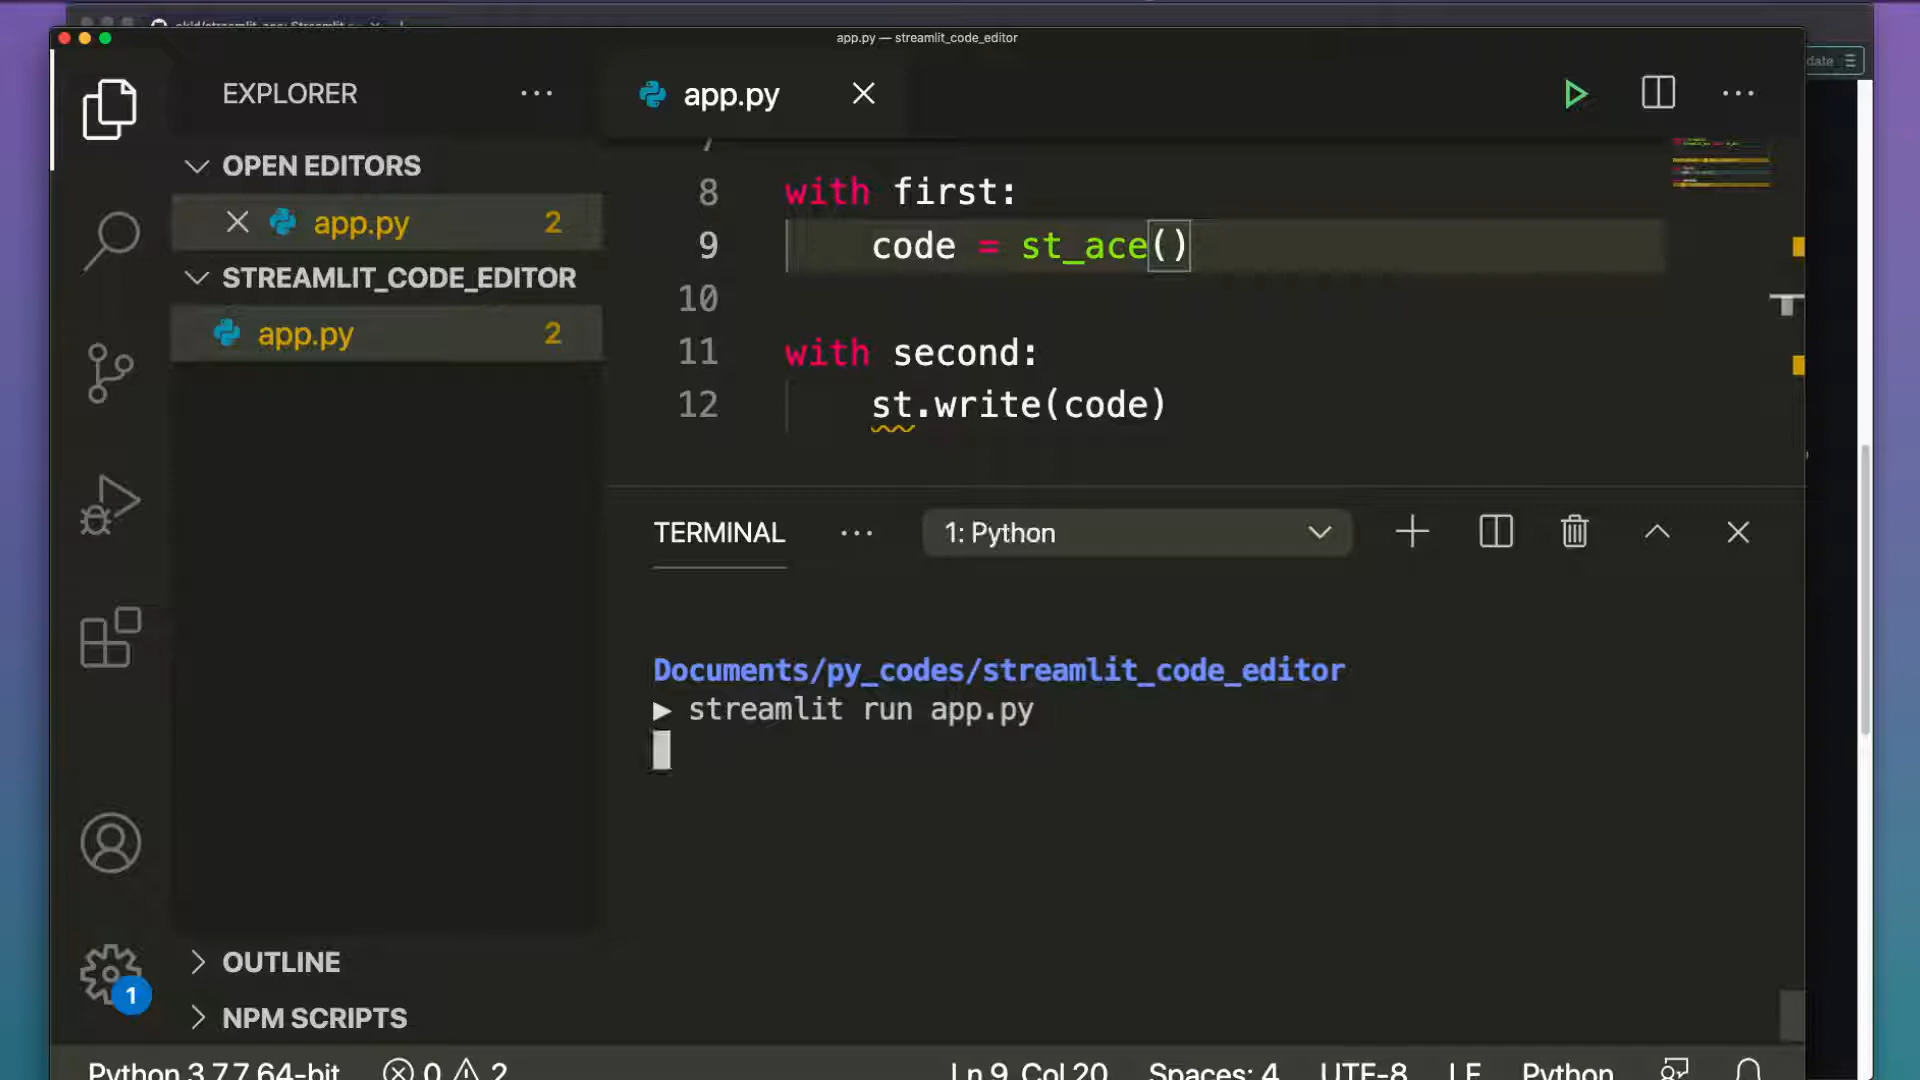 app.py — streamlit_code_editor
date
EXPLORER
app.py
OPEN EDITORS
app.py 2
STREAMLIT_CODE_EDITOR
app.py 2
7
8 with first:
9 code = st_ace()
10
11 with second:
12 st.write(code)
TERMINAL
1: Python
Documents/py_codes/streamlit_code_editor
▶ streamlit run app.py
1
OUTLINE
NPM SCRIPTS
Python 3.7.7 64-bit 0 2 Ln 9, Col 20 Spaces: 4 UTF-8 LF Python